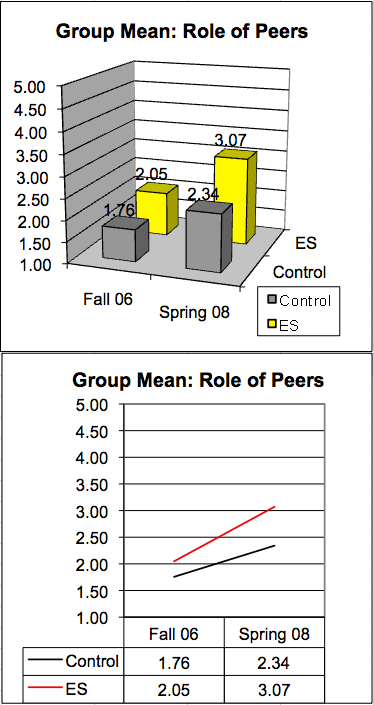 Group Mean: Role of Peers
5.00
4.50
4.00
3.50
3.00
2.50
2.00
1.50
1.00
3.07
2.05
2.34
1.76
ES
Control
Fall 06
Spring 08
Control
ES
Group Mean: Role of Peers
5.00
4.50
4.00
3.50
3.00
2.50
2.00
1.50
1.00
Fall 06 Spring 08
Control 1.76 2.34
ES 2.05 3.07